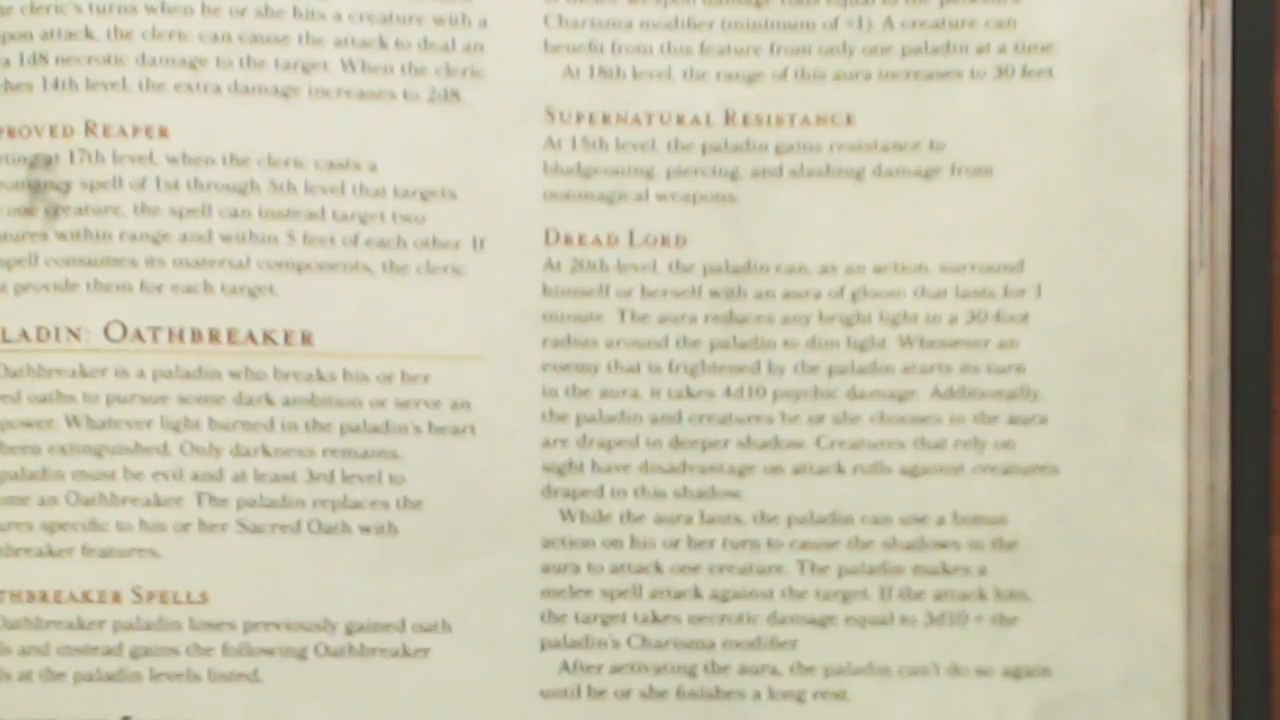 cleric's turns when he or she hits a creature with a
attack, the cleric can cause the attack to deal an
a 1d8 necrotic damage to the target. When the cleric
14th level, the extra damage increases to 2d8.
Reaper
at 17th level, when the cleric casts a
spell of 1st through 5th level that targets
one creature, the spell can instead target two
within range and within 5 feet of each other. If
spell consumes its material components, the cleric
provide them for each target.
Oathbreaker
Oathbreaker is a paladin who breaks his or her
oaths to pursue some dark ambition or serve an
power. Whatever light burned in the paladin's heart
been extinguished. Only darkness remains.
paladin must be evil and at least 3rd level to
an Oathbreaker. The paladin replaces the
specific to his or her Sacred Oath with
features.
Spells
Oathbreaker paladin loses previously gained oath
and instead gains the following Oathbreaker
at the paladin levels listed.
Charisma modifier (minimum of +1). A creature can
benefit from this feature from only one paladin at a time.
At 18th level, the range of this aura increases to 30 feet.
Supernatural Resistance
At 15th level, the paladin gains resistance to
bludgeoning, piercing, and slashing damage from
nonmagical weapons.
Dread Lord
At 20th level, the paladin can, as an action, surround
himself or herself with an aura of gloom that lasts for 1
minute. The aura reduces any bright light in a 30-foot
radius around the paladin to dim light. Whenever an
enemy that is frightened by the paladin starts its turn
in the aura, it takes 4d10 psychic damage. Additionally,
the paladin and creatures he or she chooses in the aura
are draped in deeper shadow. Creatures that rely on
sight have disadvantage on attack rolls against creatures
draped in this shadow.
While the aura lasts, the paladin can use a bonus
action on his or her turn to cause the shadows in the
aura to attack one creature. The paladin makes a
melee spell attack against the target. If the attack hits,
the target takes necrotic damage equal to 3d10 + the
paladin's Charisma modifier.
After activating the aura, the paladin can't do so again
until he or she finishes a long rest.